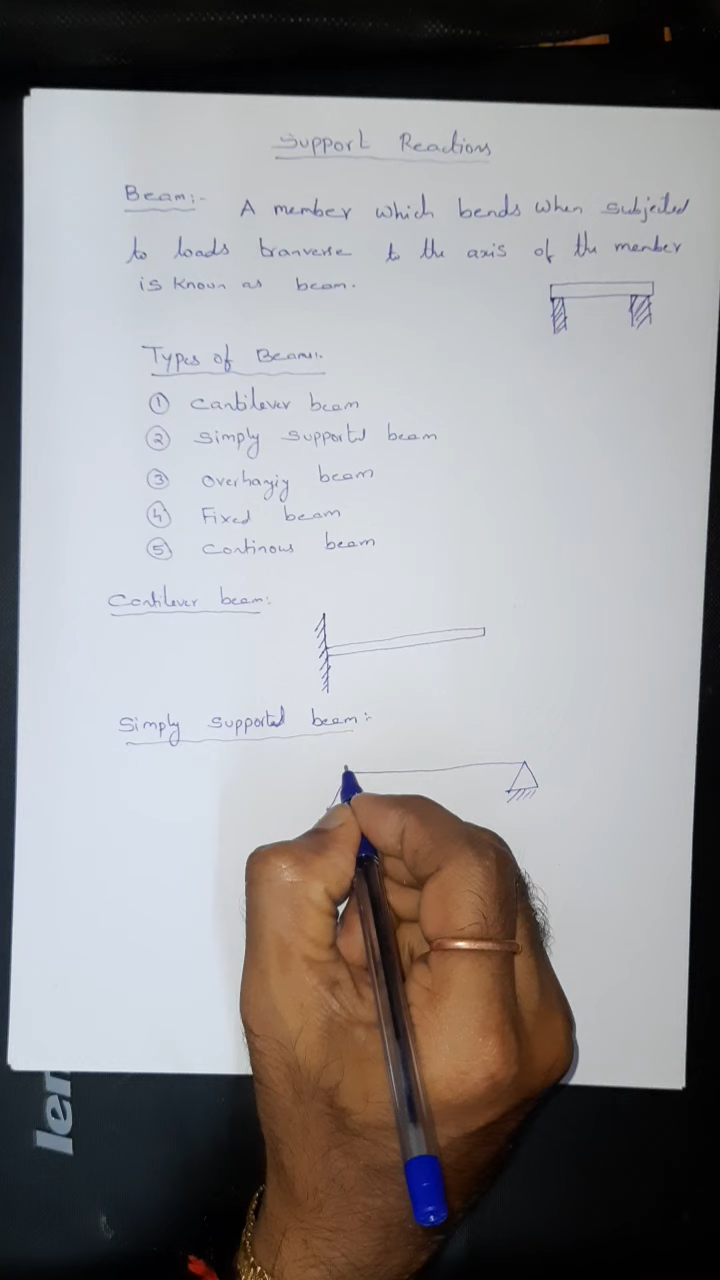 Support Reactions
Beam:- A member which bends when subjected
to loads tranverse to the axis of the member
is known as beam.
Types of Beams:-
① cantilever beam
② simply supported beam
③ overhangig beam
④ Fixed beam
⑤ continous beam
Cantilever beam:
Simply supported beam:-
len